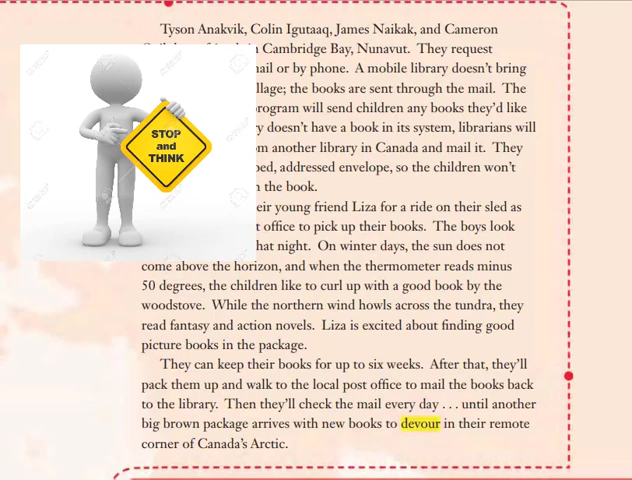 Tyson Anakvik, Colin Igutaaq, James Naikak, and Cameron
Cambridge Bay, Nunavut. They request
or by phone. A mobile library doesn't bring
the books are sent through the mail. The
program will send children any books they'd like
doesn't have a book in its system, librarians will
another library in Canada and mail it. They
addressed envelope, so the children won't
the book.
young friend Liza for a ride on their sled as
office to pick up their books. The boys look
that night. On winter days, the sun does not
come above the horizon, and when the thermometer reads minus
50 degrees, the children like to curl up with a good book by the
woodstove. While the northern wind howls across the tundra, they
read fantasy and action novels. Liza is excited about finding good
picture books in the package.
They can keep their books for up to six weeks. After that, they'll
pack them up and walk to the local post office to mail the books back
to the library. Then they'll check the mail every day . . . until another
big brown package arrives with new books to devour in their remote
corner of Canada's Arctic.
STOP
and
THINK